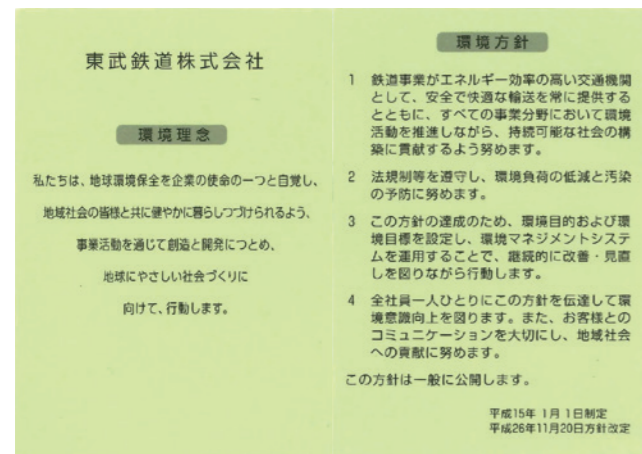 東武鉄道株式会社
環境理念
私たちは、地球環境保全を企業の使命の一つと自覚し、
地域社会の皆様と共に健やかに暮らしつづけられるよう、
事業活動を通じて創造と開発につとめ、
地球にやさしい社会づくりに
向けて、行動します。
環境方針
1 鉄道事業がエネルギー効率の高い交通機関
として、安全で快適な輸送を常に提供する
とともに、すべての事業分野において環境
活動を推進しながら、持続可能な社会の構
築に貢献するよう努めます。
2 法規制等を遵守し、環境負荷の低減と汚染
の予防に努めます。
3 この方針の達成のため、環境目的および環
境目標を設定し、環境マネジメントシステ
ムを運用することで、継続的に改善・見直
しを図りながら行動します。
4 全社員一人ひとりにこの方針を伝達して環
境意識向上を図ります。また、お客様との
コミュニケーションを大切にし、地域社会
への貢献に努めます。
この方針は一般に公開します。
平成15年 1月 1日制定
平成26年11月20日方針改定